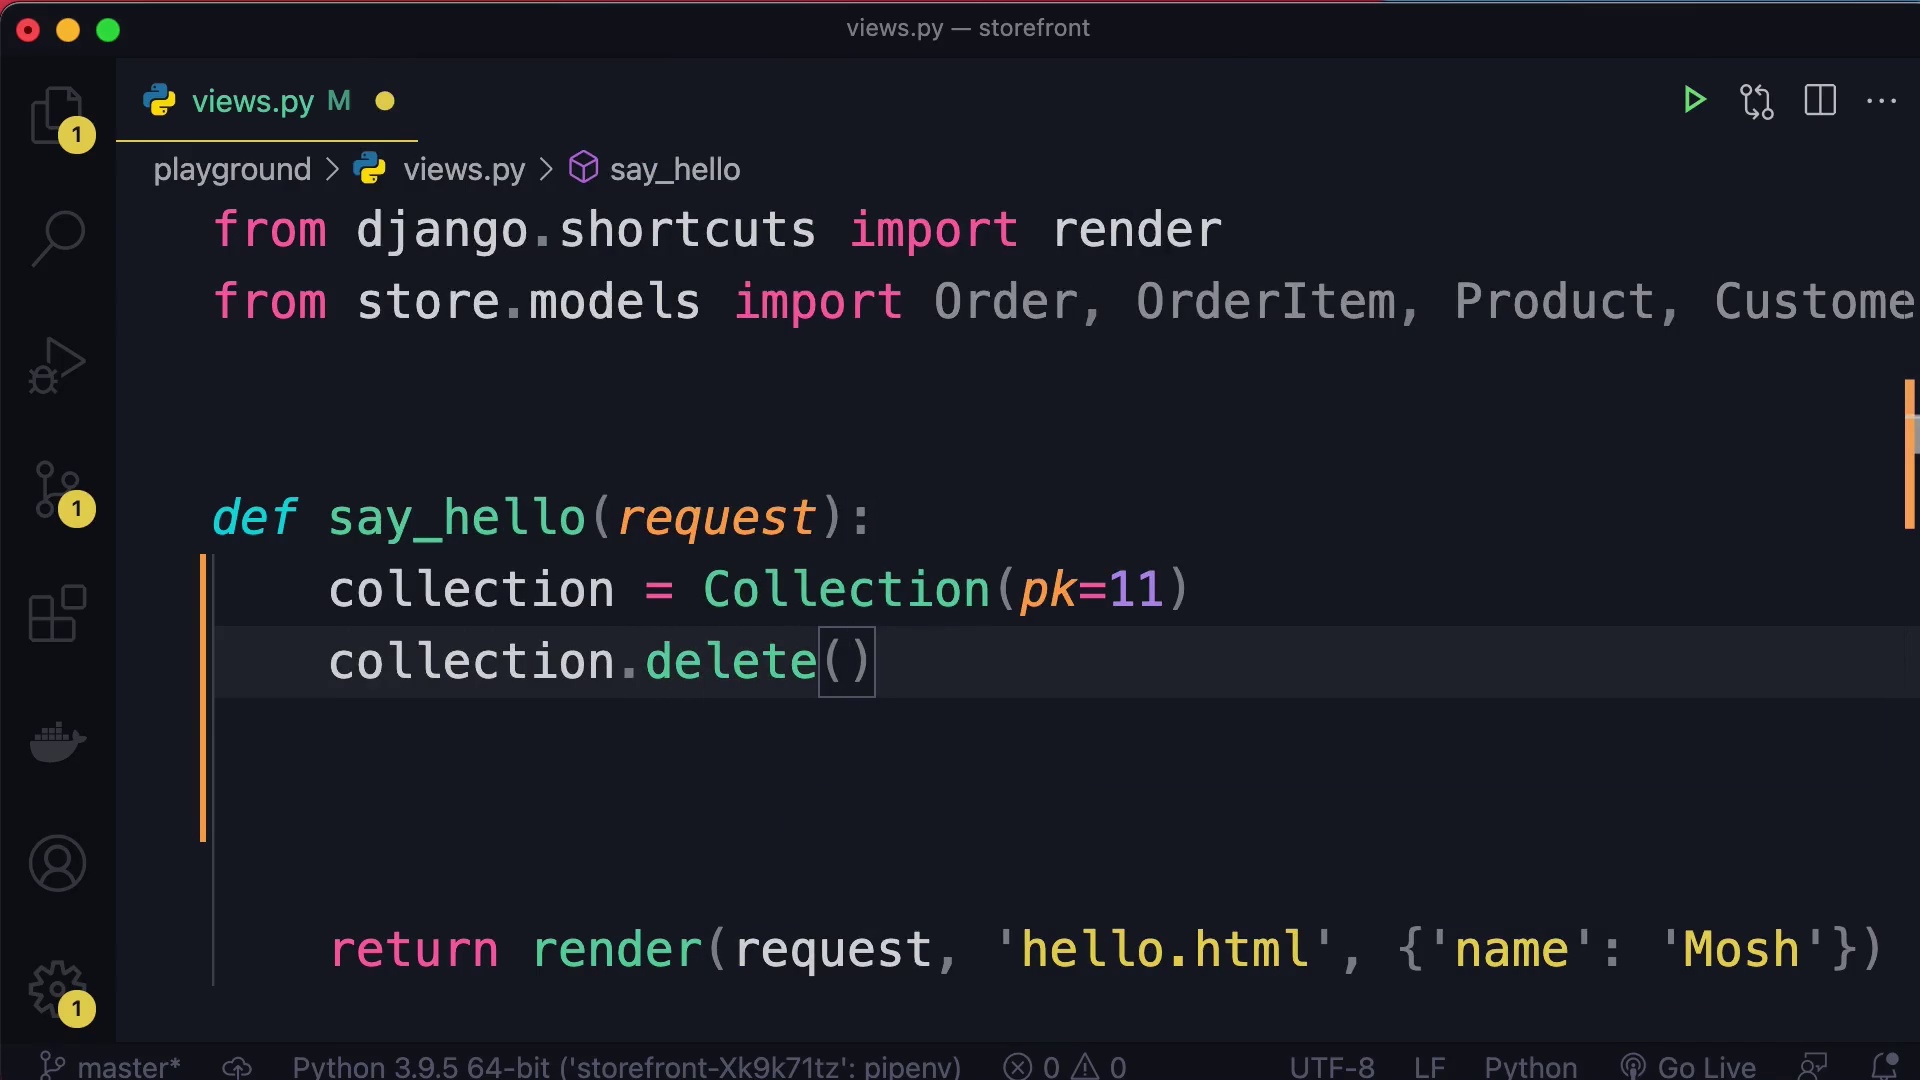 views.py — storefront
views.py M
1
playground > views.py > say_hello
from django.shortcuts import render
from store.models import Order, OrderItem, Product, Custome
def say_hello(request):
collection = Collection(pk=11)
1
collection.delete()
return render(request, 'hello.html', {'name': 'Mosh'})
1
master* Python 3.9.5 64-bit ('storefront-Xk9k71tz': pipenv) 0 0 UTF-8 LF Python Go Live